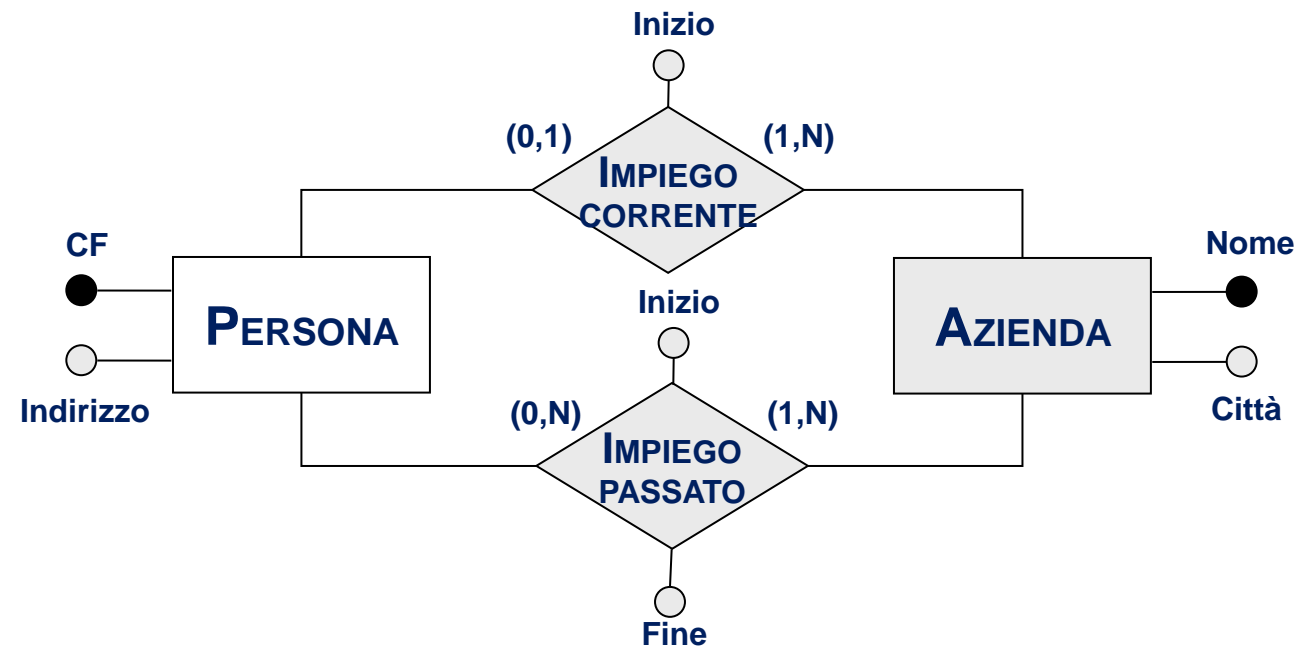 Inizio
(0,1)
(1,N)
IMPIEGO
CORRENTE
CF
Nome
PERSONA
AZIENDA
Indirizzo
Città
Inizio
(0,N)
(1,N)
IMPIEGO
PASSATO
Fine